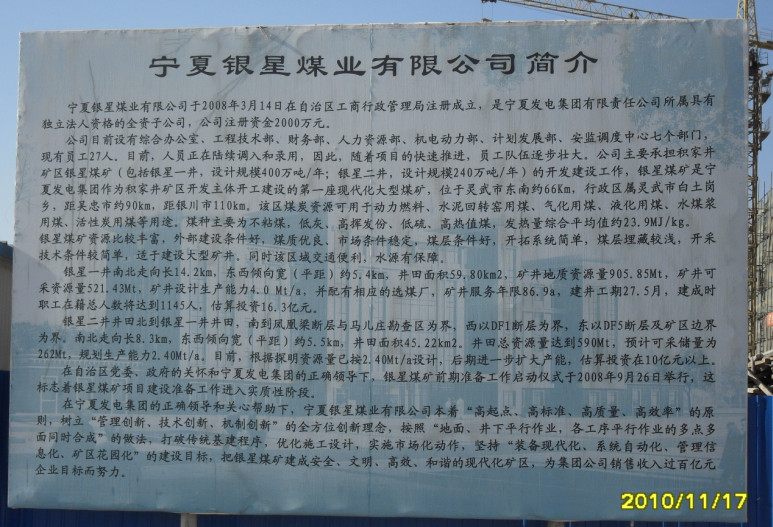 宁夏银星煤业有限公司简介
宁夏银星煤业有限公司于2008年3月14日在自治区工商行政管理局注册成立，是宁夏发电集团有限责任公司所属具有
独立法人资格的全资子公司，公司注册资金2000万元。
公司目前设有综合办公室、工程技术部、财务部、人力资源部、机电动力部、计划发展部、安监调度中心七个部门，
现有员工27人。目前，人员正在陆续调入和录用，因此，随着项目的快速推进，员工队伍逐步壮大。公司主要承担积家井
矿区银星煤矿（包括银星一井，设计规模400万吨/年；银星二井，设计规模240万吨/年）的开发建设工作，银星煤矿是宁
夏发电集团作为积家井矿区开发主体开工建设的第一座现代化大型煤矿，位于灵武市东南约66Km，行政区属灵武市白土岗
乡，距吴忠市约90km，距银川市110km。该区煤炭资源可用于动力燃料、水泥回转窑用煤、气化用煤、液化用煤、水煤浆
用煤、活性炭用煤等用途。煤种主要为不粘煤，低灰、高挥发份、低硫、高热值煤，发热量综合平均值约23.9MJ/kg。
银星煤矿资源比较丰富，外部建设条件好，煤质优良、市场条件稳定，煤层条件好，开拓系统简单，煤层埋藏较浅，开采
技术条件较简单，适于建设大型矿井，同时该区域交通便利，水源有保障。
银星一井南北走向长14.2km，东西倾向宽（平距）约5.4km，井田面积59.80km2，矿井地质资源量905.85Mt，矿井可
采资源量521.43Mt，矿井设计生产能力4.0 Mt/a，并配有相应的选煤厂，矿井服务年限86.9a，建井工期27.5月，建成时
职工在籍总人数将达到1145人，估算投资16.3亿元。
银星二井井田北到银星一井井田，南到凤凰梁断层与马儿庄勘查区为界，西以DF1断层为界，东以DF5断层及矿区边界
为界。南北走向长8.3km，东西倾向宽（平距）约5.5km，井田面积45.22km2。井田总资源量达到590Mt，预计可采储量为
262Mt，规划生产能力2.40Mt/a。目前，根据探明资源量已按2.40Mt/a设计，后期进一步扩大产能，估算投资在10亿元以上。
在自治区党委、政府的关怀和宁夏发电集团的正确领导下，银星煤矿前期准备工作启动仪式于2008年9月26日举行，这
标志着银星煤矿项目建设准备工作进入实质性阶段。
在宁夏发电集团的正确领导和关心帮助下，宁夏银星煤业有限公司本着“高起点、高标准、高质量、高效率”的原
则，树立“管理创新、技术创新、机制创新”的全方位创新理念，按照“地面、井下平行作业，各工序平行作业的多点多
面同时合成”的做法，打破传统基建程序，优化施工设计，实施市场化动作，坚持“装备现代化、系统自动化、管理信
息化、矿区花园化”的建设目标，把银星煤矿建成安全、文明、高效、和谐的现代化矿区，为集团公司销售收入过百亿元
企业目标而努力。
2010/11/17